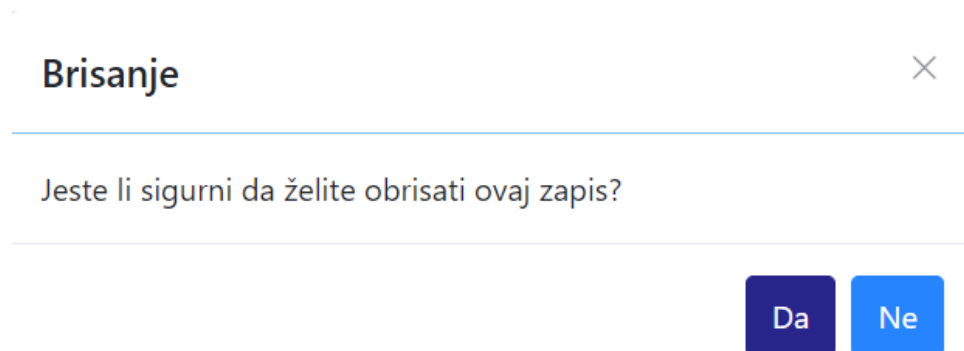 Brisanje
Jeste li sigurni da želite obrisati ovaj zapis?
Da Ne